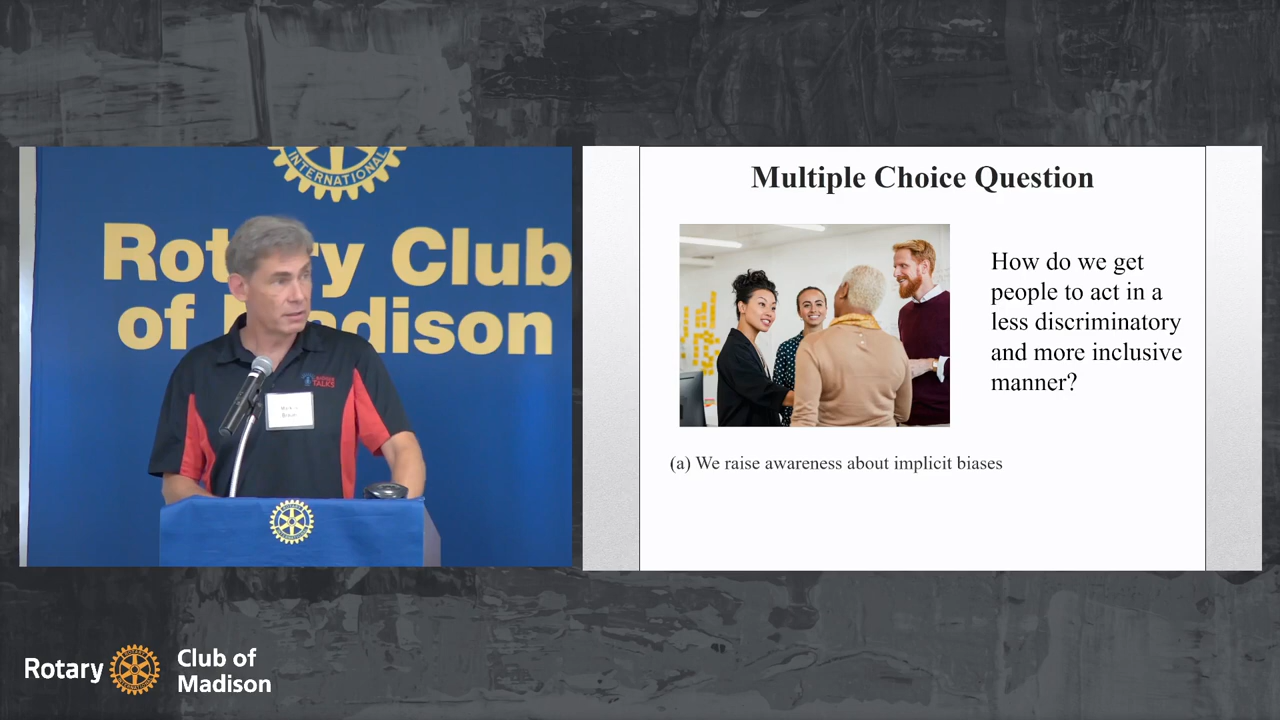 INTERNATIONAL
Rotary Club
of Madison
TALKS
Multiple Choice Question
How do we get
people to act in a
less discriminatory
and more inclusive
manner?
(a) We raise awareness about implicit biases
Rotary
Club of
Madison